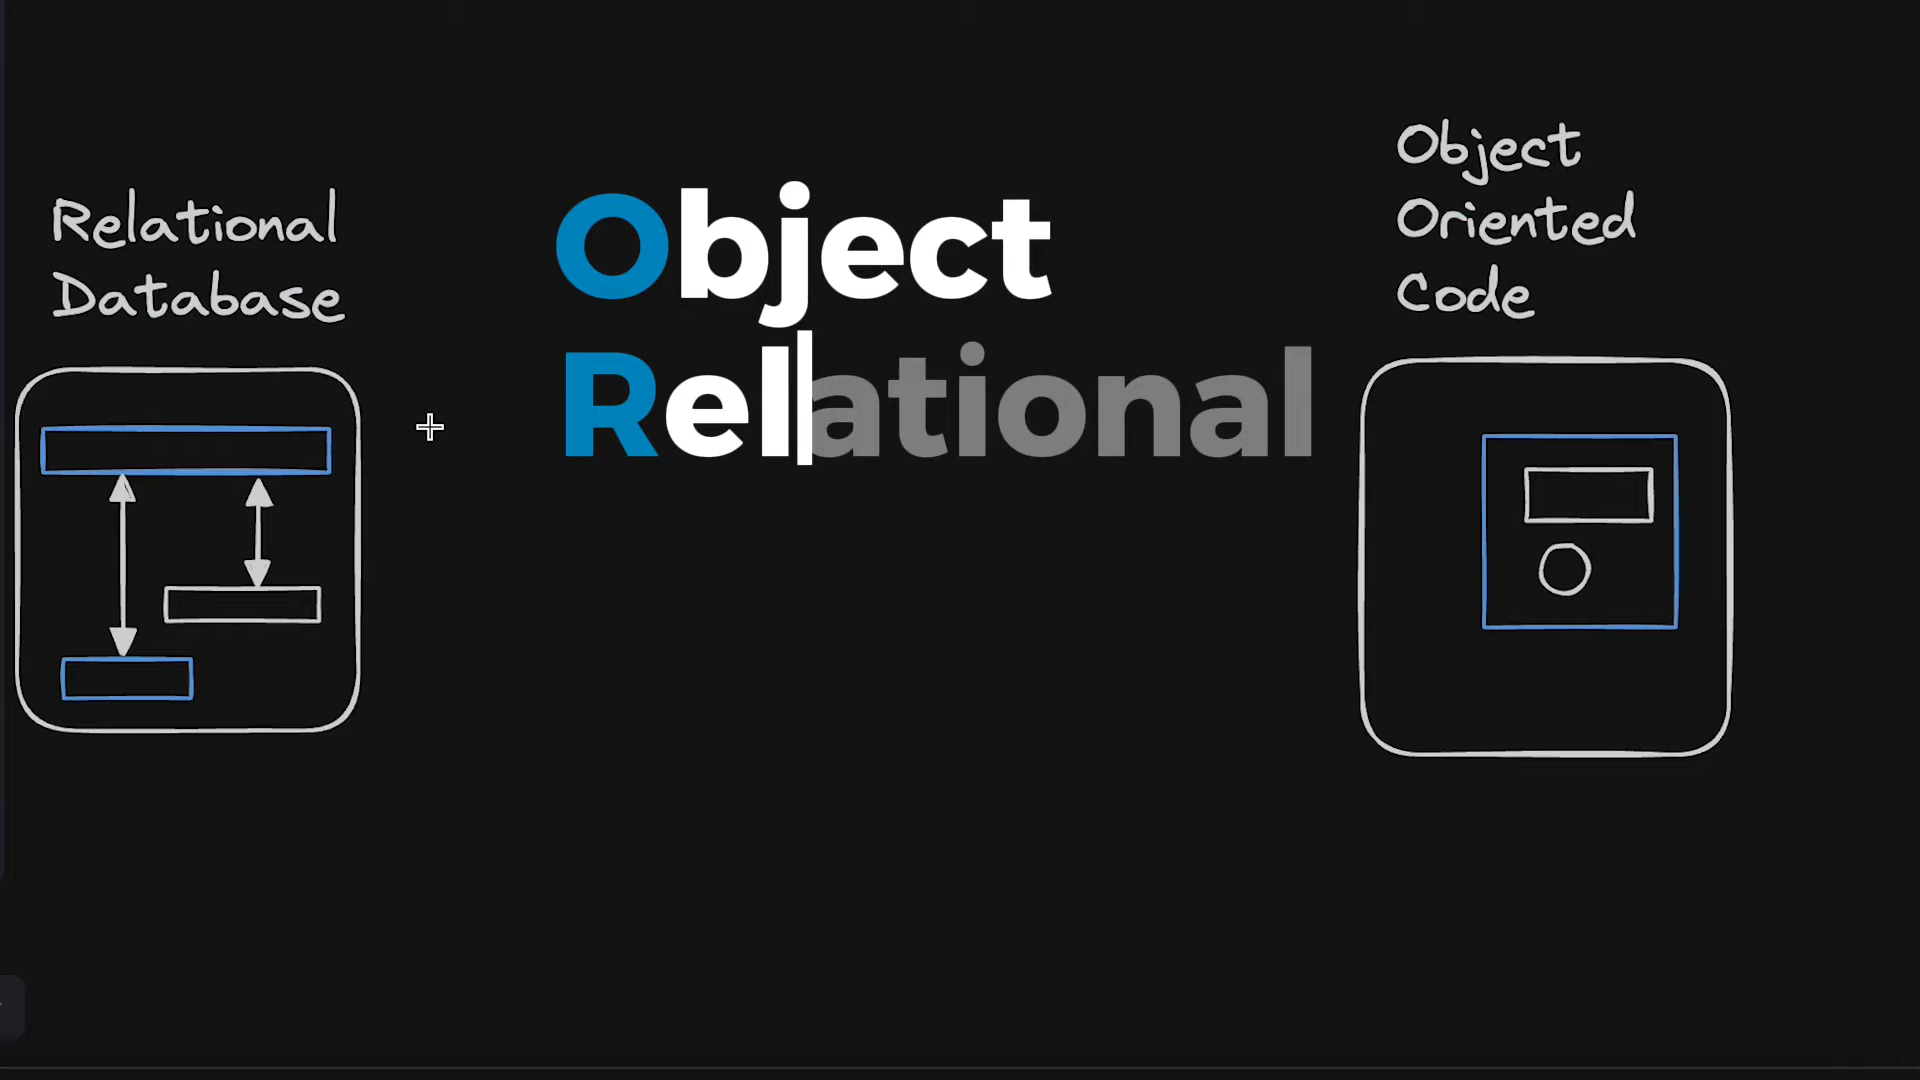 Relational
Database
Object
Relational
Object
Oriented
Code